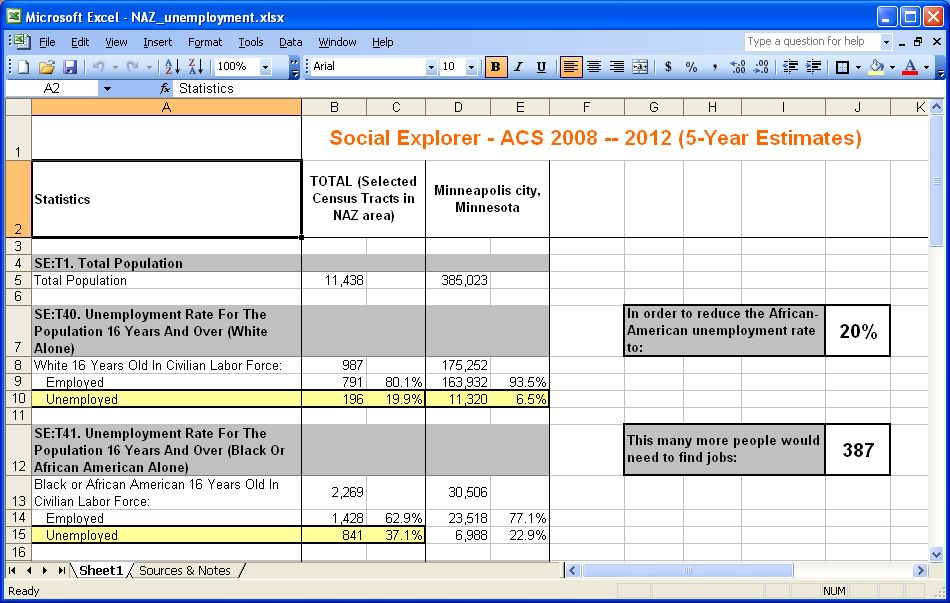 Microsoft Excel - NAZ_unemployment.xlsx
File Edit View Insert Format Tools Data Window Help Type a question for help
100% Arial 10 B I U $ % ,
A2 fx Statistics
A B C D E F G H I J K
1 Social Explorer - ACS 2008 -- 2012 (5-Year Estimates)
TOTAL (Selected
Census Tracts in
NAZ area)
Minneapolis city,
Minnesota
2 Statistics
3
4 SE:T1. Total Population
5 Total Population 11,438 385,023
6
SE:T40. Unemployment Rate For The
Population 16 Years And Over (White
7 Alone)
In order to reduce the African-
American unemployment rate
to:
20%
8 White 16 Years Old In Civilian Labor Force: 987 175,252
9 Employed 791 80.1% 163,932 93.5%
10 Unemployed 196 19.9% 11,320 6.5%
11
SE:T41. Unemployment Rate For The
Population 16 Years And Over (Black Or
12 African American Alone)
This many more people would
need to find jobs:
387
Black or African American 16 Years Old In
13 Civilian Labor Force: 2,269 30,506
14 Employed 1,428 62.9% 23,518 77.1%
15 Unemployed 841 37.1% 6,988 22.9%
16
Sheet1 Sources & Notes
Ready NUM